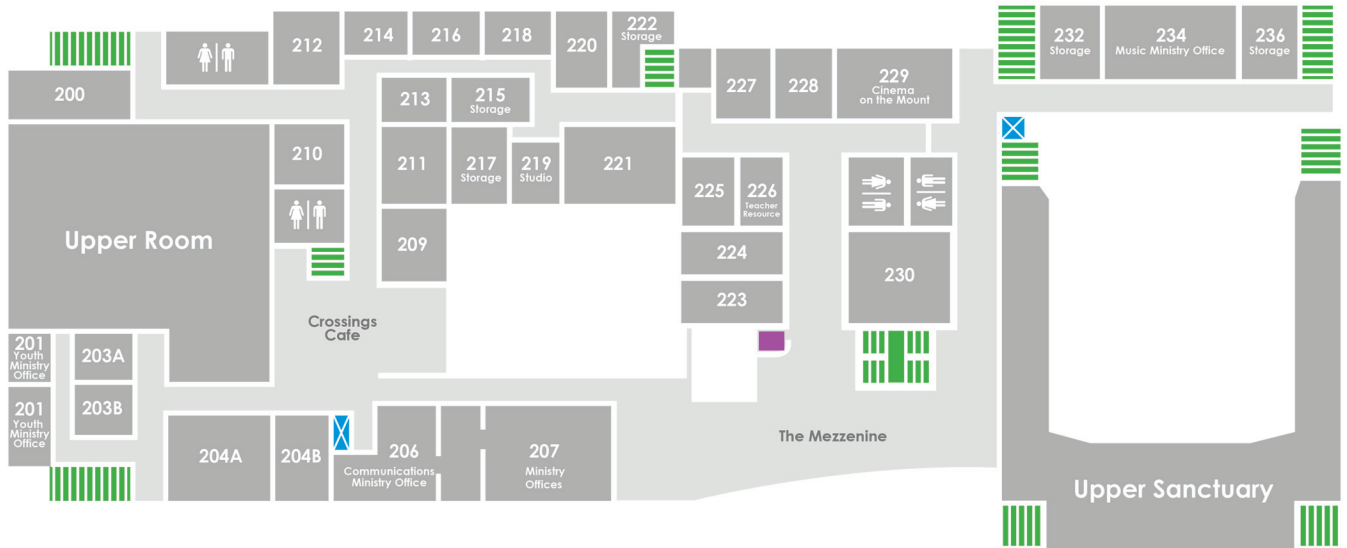 212
214
216
218
220
222
Storage
232
Storage
234
Music Ministry Office
236
Storage
200
213
215
Storage
227
228
229
Cinema
on the Mount
210
211
217
Storage
219
Studio
221
225
226
Teacher
Resource
Upper Room
209
224
230
223
Crossings
Cafe
201
Youth
Ministry
Office
203A
201
Youth
Ministry
Office
203B
204A
204B
206
Communications
Ministry Office
207
Ministry
Offices
The Mezzenine
Upper Sanctuary